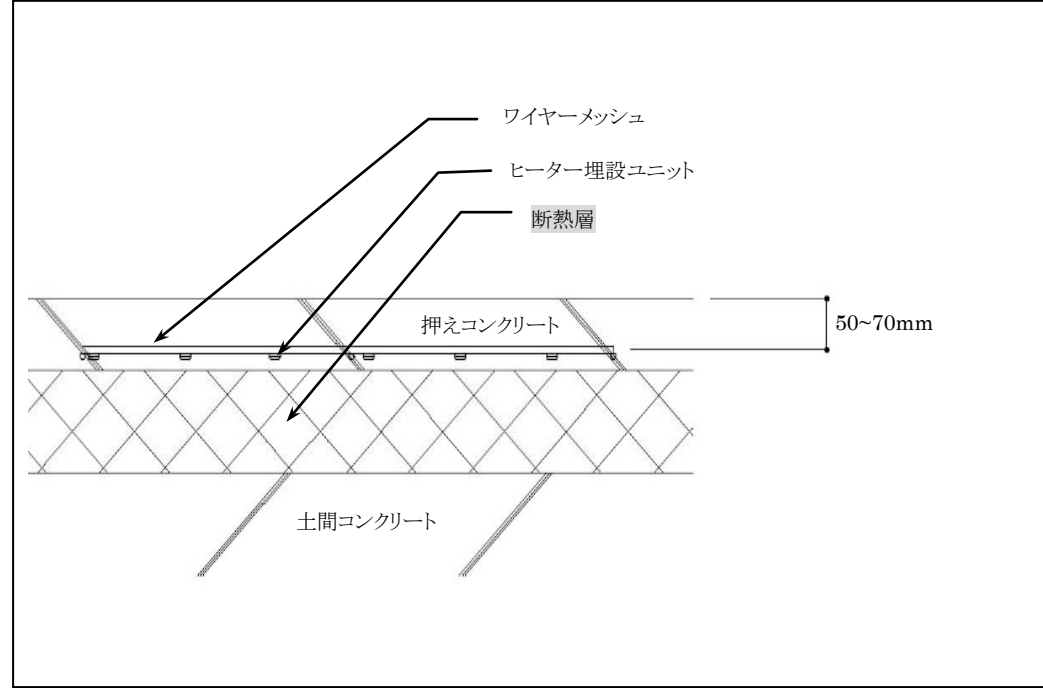 ワイヤーメッシュ
ヒーター埋設ユニット
断熱層
押えコンクリート
50~70mm
土間コンクリート